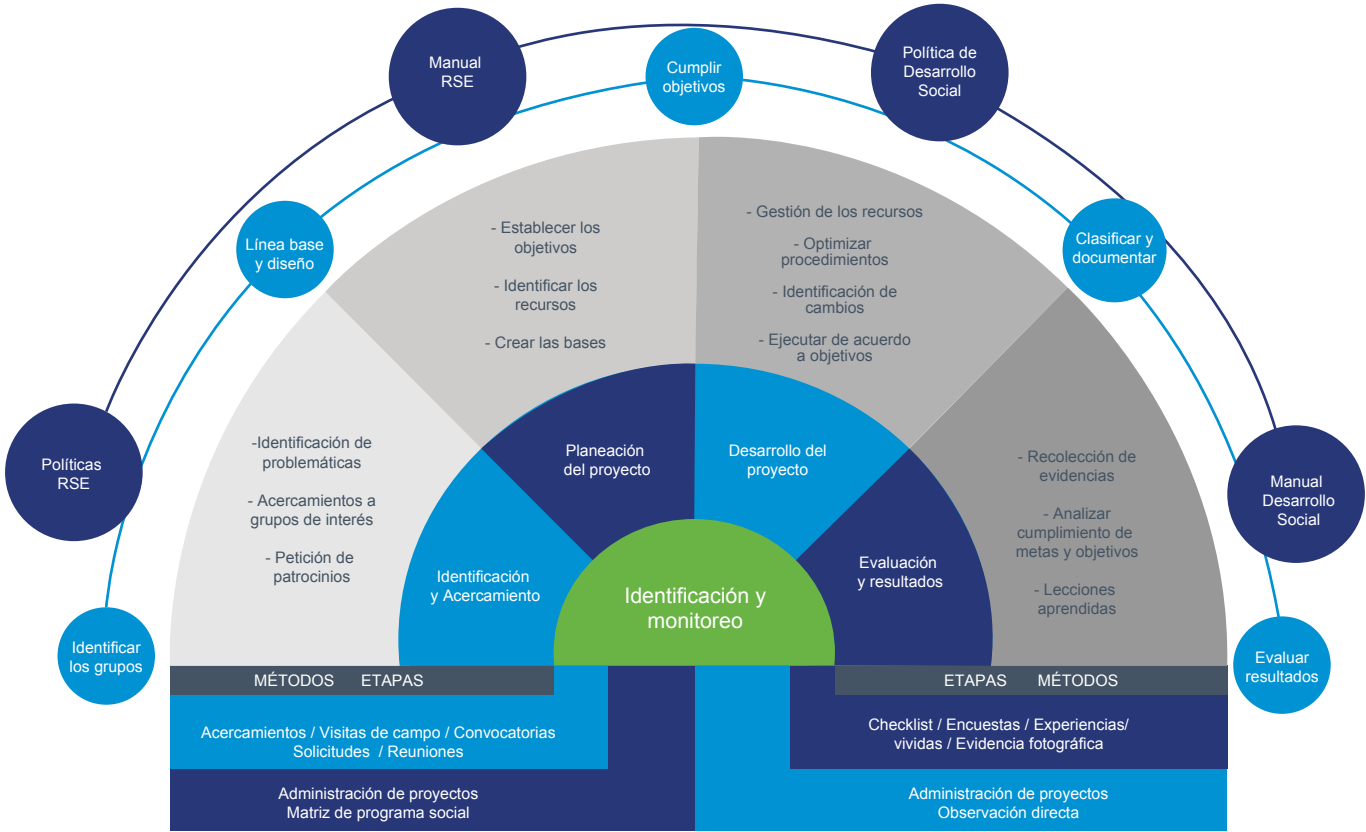 Manual
RSE
Política de
Desarrollo
Social
Cumplir
objetivos
Línea base
y diseño
Clasificar y
documentar
Políticas
RSE
Manual
Desarrollo
Social
Identificar
los grupos
Evaluar
resultados
-Identificación de
problemáticas
- Acercamientos a
grupos de interés
- Petición de
patrocinios
- Establecer los
objetivos
- Identificar los
recursos
- Crear las bases
- Gestión de los recursos
- Optimizar
procedimientos
- Identificación de
cambios
- Ejecutar de acuerdo
a objetivos
- Recolección de
evidencias
- Analizar
cumplimiento de
metas y objetivos
- Lecciones
aprendidas
Identificación
y Acercamiento
Planeación
del proyecto
Desarrollo del
proyecto
Evaluación
y resultados
Identificación y
monitoreo
MÉTODOS ETAPAS
ETAPAS MÉTODOS
Acercamientos / Visitas de campo / Convocatorias
Solicitudes / Reuniones
Checklist / Encuestas / Experiencias/
vividas / Evidencia fotográfica
Administración de proyectos
Matriz de programa social
Administración de proyectos
Observación directa